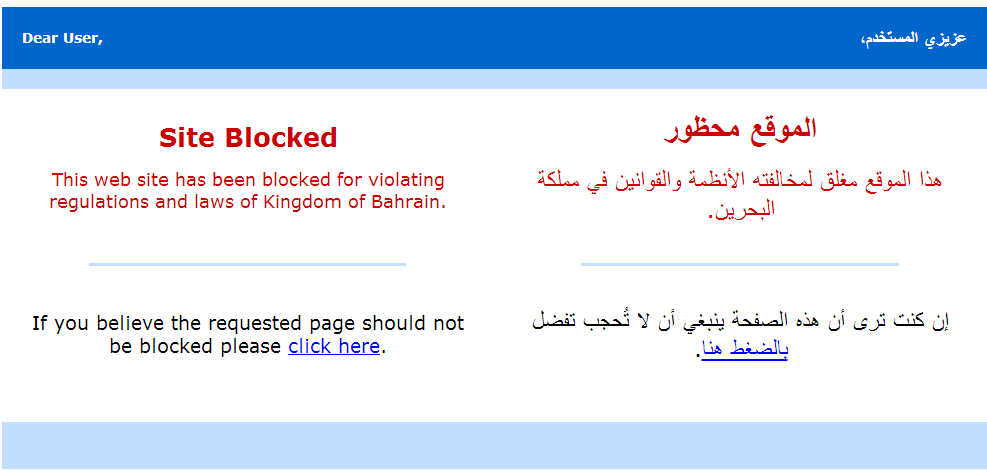 Dear User,
عزيزي المستخدم،
Site Blocked
This web site has been blocked for violating
regulations and laws of Kingdom of Bahrain.
If you believe the requested page should not
be blocked please click here.
الموقع محظور
هذا الموقع مغلق لمخالفته الأنظمة والقوانين في مملكة
البحرين.
إن كنت ترى أن هذه الصفحة ينبغي أن لا تُحجب تفضل
بالضغط هنا.